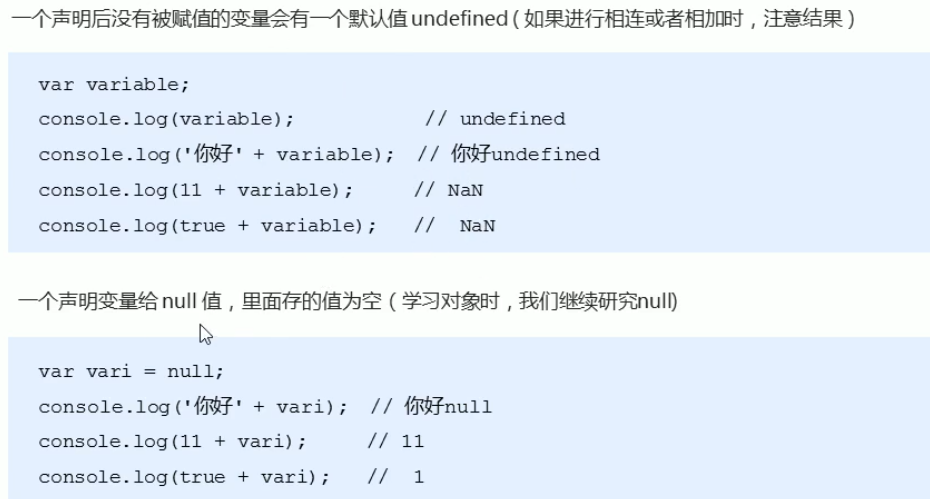 一个声明后没有被赋值的变量会有一个默认值 undefined ( 如果进行相连或者相加时，注意结果 )
var variable;
console.log(variable);           // undefined
console.log('你好' + variable);  // 你好undefined
console.log(11 + variable);     // NaN
console.log(true + variable);   //  NaN
一个声明变量给 null 值，里面存的值为空 ( 学习对象时，我们继续研究null)
var vari = null;
console.log('你好' + vari);  // 你好null
console.log(11 + vari);     // 11
console.log(true + vari);   //  1